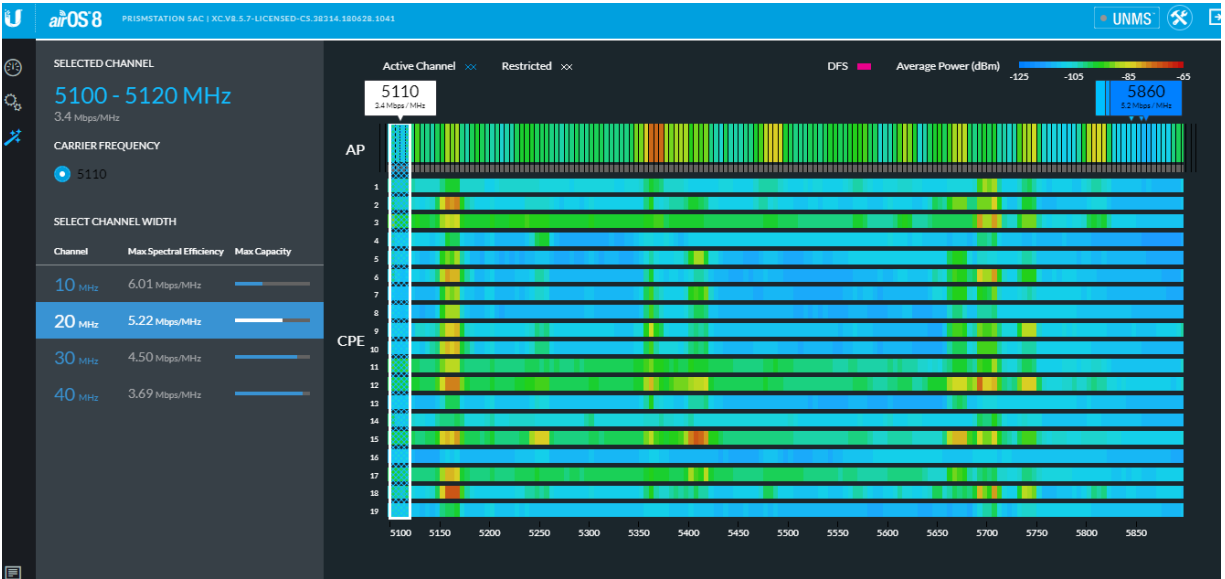 airOS 8 PRISMSTATION 5AC | XC.V8.5.7-LICENSED-CS.38314.180628.1041
UNMS
SELECTED CHANNEL
5100 - 5120 MHz
3.4 Mbps/MHz
CARRIER FREQUENCY
5110
SELECT CHANNEL WIDTH
Channel Max Spectral Efficiency Max Capacity
10 MHz 6.01 Mbps/MHz
20 MHz 5.22 Mbps/MHz
30 MHz 4.50 Mbps/MHz
40 MHz 3.69 Mbps/MHz
Active Channel Restricted DFS Average Power (dBm)
-125 -105 -85 -65
5110
3.4 Mbps / MHz
5860
5.2 Mbps / MHz
AP
CPE
1
2
3
4
5
6
7
8
9
10
11
12
13
14
15
16
17
18
19
5100 5150 5200 5250 5300 5350 5400 5450 5500 5550 5600 5650 5700 5750 5800 5850